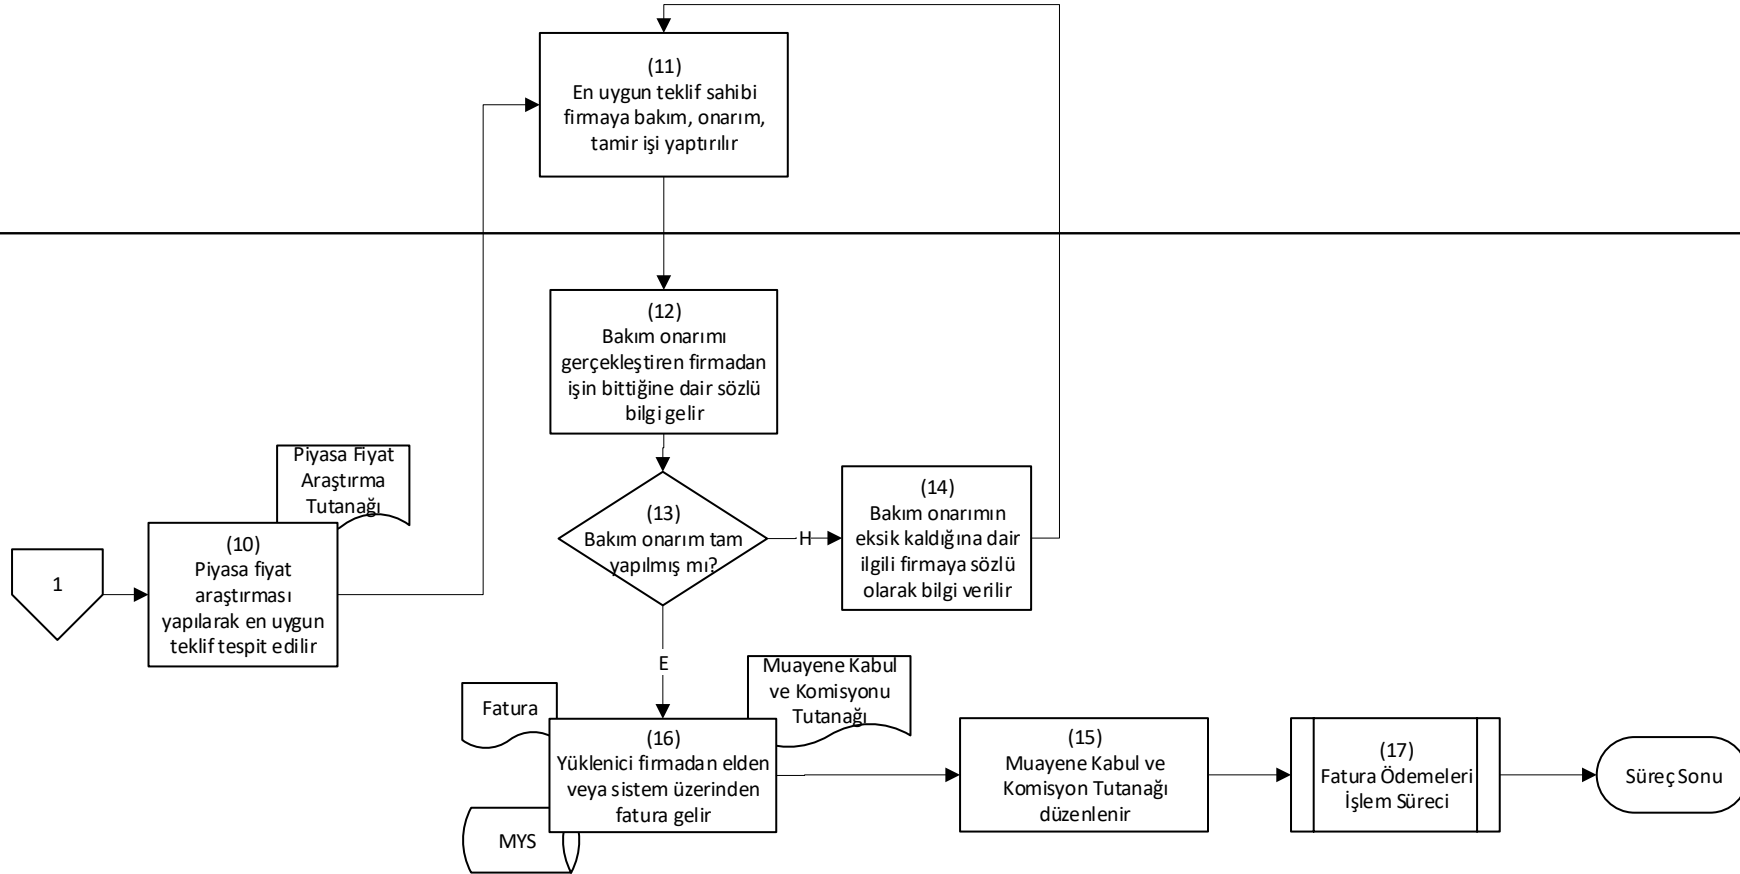 (11)
En uygun teklif sahibi
firmaya bakım, onarım,
tamir işi yaptırılır
(12)
Bakım onarımı
gerçekleştiren firmadan
işin bittiğine dair sözlü
bilgi gelir
Piyasa Fiyat
Araştırma
Tutanağı
(10)
Piyasa fiyat
araştırması
yapılarak en uygun
teklif tespit edilir
1
(13)
Bakım onarım tam
yapılmış mı?
H
(14)
Bakım onarımın
eksik kaldığına dair
ilgili firmaya sözlü
olarak bilgi verilir
E
Fatura
Muayene Kabul
ve Komisyonu
Tutanağı
(16)
Yüklenici firmadan elden
veya sistem üzerinden
fatura gelir
MYS
(15)
Muayene Kabul ve
Komisyon Tutanağı
düzenlenir
(17)
Fatura Ödemeleri
İşlem Süreci
Süreç Sonu